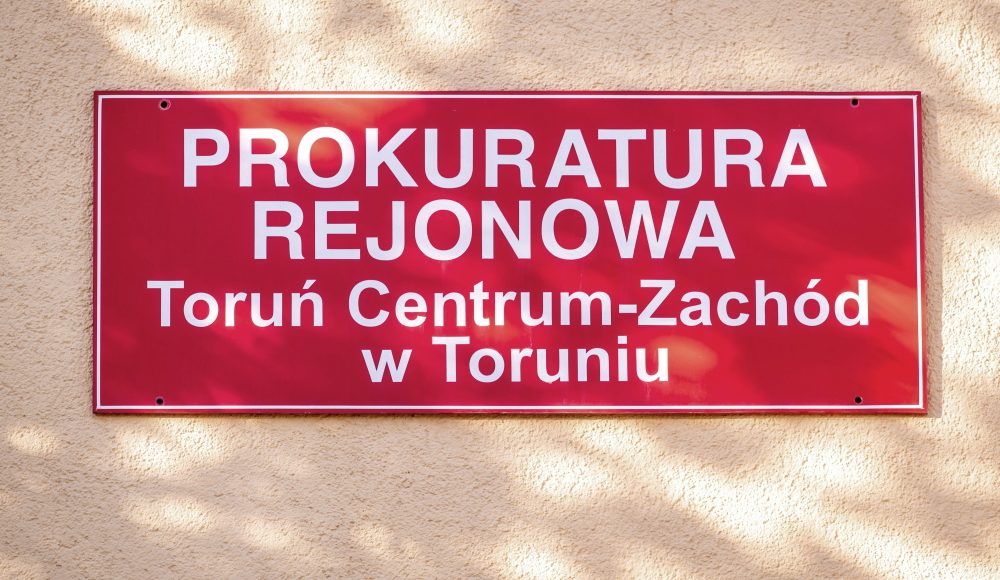 PROKURATURA
REJONOWA
Toruń Centrum-Zachód
w Toruniu